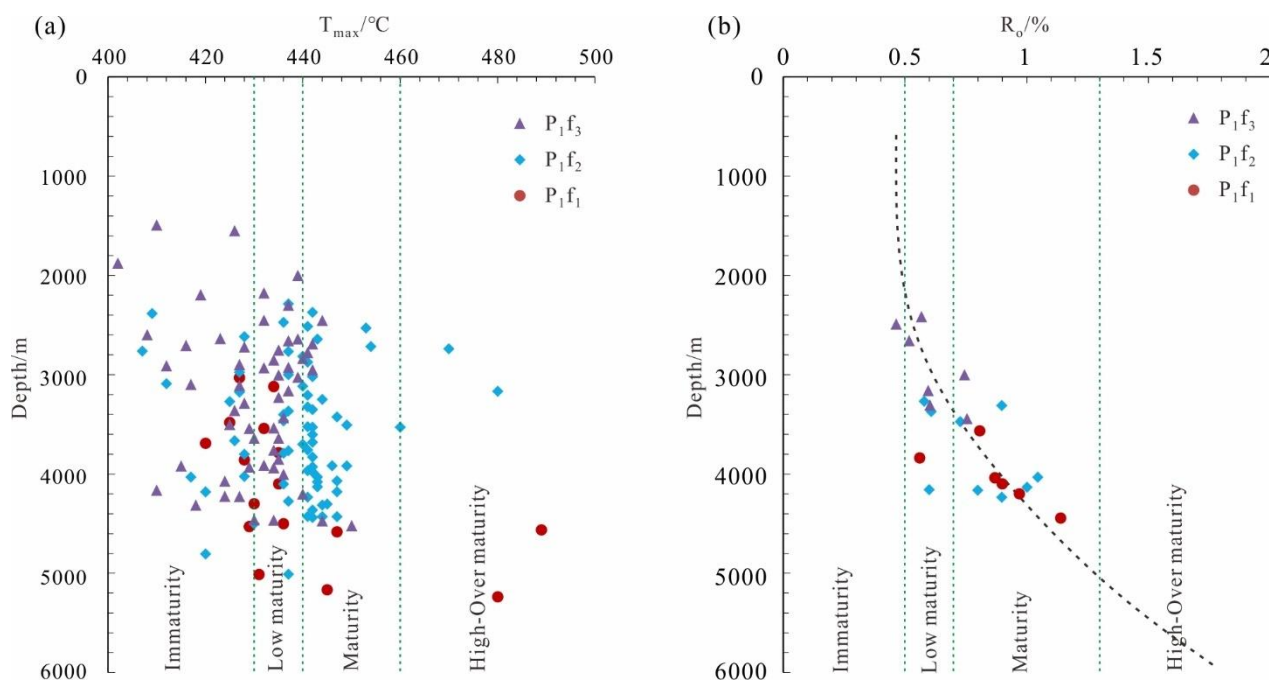 (a)
T_max/°C
400 420 440 460 480 500
0
1000
2000
3000
4000
5000
6000
Depth/m
P₁f₃
P₁f₂
P₁f₁
Immaturity
Low maturity
Maturity
High-Over maturity
(b)
R_o/%
0 0.5 1 1.5 2
0
1000
2000
3000
4000
5000
6000
Depth/m
P₁f₃
P₁f₂
P₁f₁
Immaturity
Low maturity
Maturity
High-Over maturity